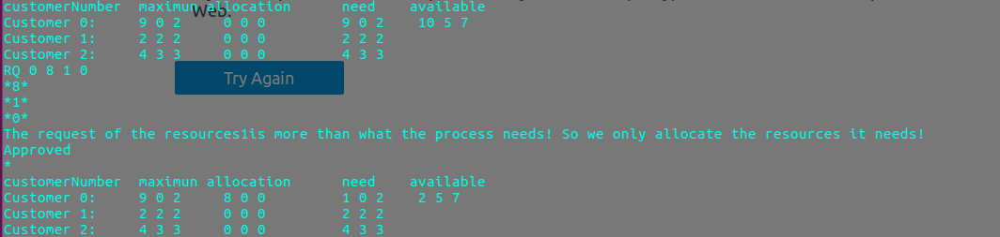 customerNumber  maximun allocation      need    available
Web.
Customer 0:     9 0 2     0 0 0         9 0 2    10 5 7
Customer 1:     2 2 2     0 0 0         2 2 2
Customer 2:     4 3 3     0 0 0         4 3 3
RQ 0 8 1 0
Try Again
*8*
*1*
*0*
The request of the resources1is more than what the process needs! So we only allocate the resources it needs!
Approved
*
customerNumber  maximun allocation      need    available
Customer 0:     9 0 2     8 0 0         1 0 2    2 5 7
Customer 1:     2 2 2     0 0 0         2 2 2
Customer 2:     4 3 3     0 0 0         4 3 3